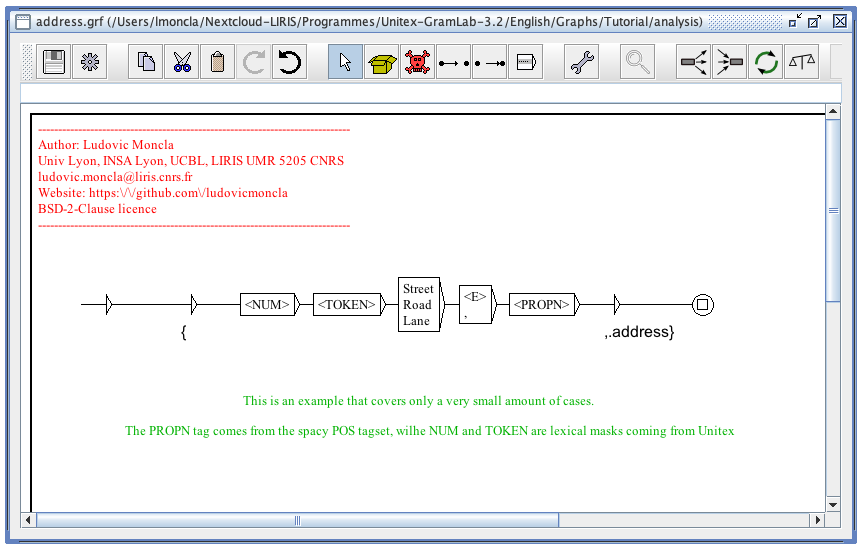 address.grf (/Users/lmoncla/Nextcloud-LIRIS/Programmes/Unitex-GramLab-3.2/English/Graphs/Tutorial/analysis)
--------------------------------------------------------------------------------
Author: Ludovic Moncla
Univ Lyon, INSA Lyon, UCBL, LIRIS UMR 5205 CNRS
ludovic.moncla@liris.cnrs.fr
Website: https:\/\/github.com\/ludovicmoncla
BSD-2-Clause licence
--------------------------------------------------------------------------------
<NUM>
<TOKEN>
Street
Road
Lane
<E>
,
<PROPN>
{
,.address}
This is an example that covers only a very small amount of cases.
The PROPN tag comes from the spacy POS tagset, wilhe NUM and TOKEN are lexical masks coming from Unitex